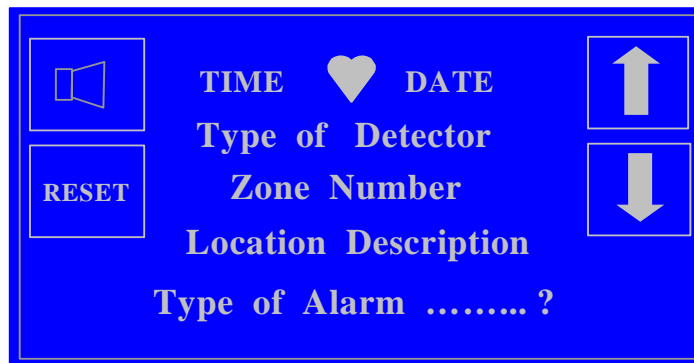 TIME DATE
Type of Detector
RESET
Zone Number
Location Description
Type of Alarm ……... ?